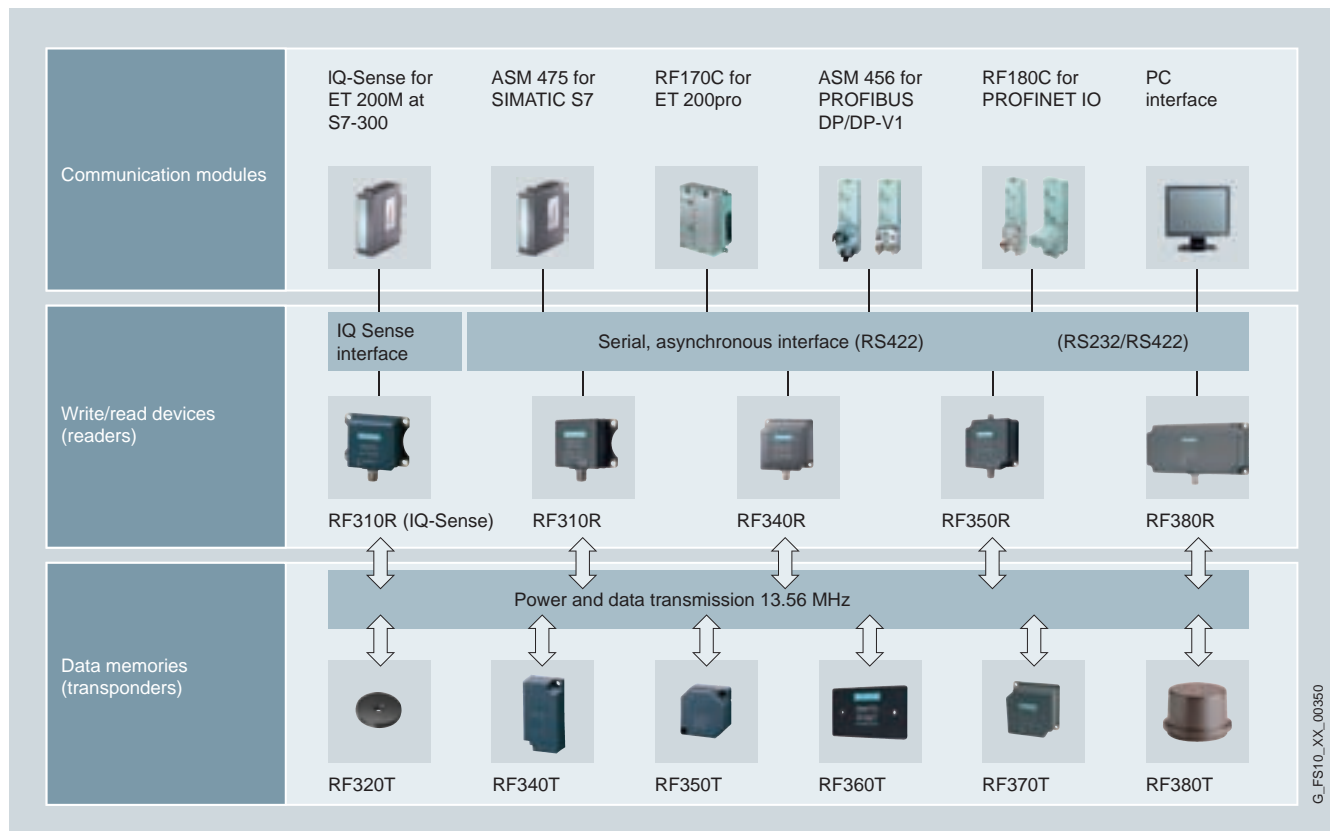 Communication modules
IQ-Sense for
ET 200M at
S7-300
ASM 475 for
SIMATIC S7
RF170C for
ET 200pro
ASM 456 for
PROFIBUS
DP/DP-V1
RF180C for
PROFINET IO
PC
interface
Write/read devices
(readers)
IQ Sense
interface
Serial, asynchronous interface (RS422)
(RS232/RS422)
RF310R (IQ-Sense)
RF310R
RF340R
RF350R
RF380R
Data memories
(transponders)
Power and data transmission 13.56 MHz
RF320T
RF340T
RF350T
RF360T
RF370T
RF380T
G_FS10_XX_00350